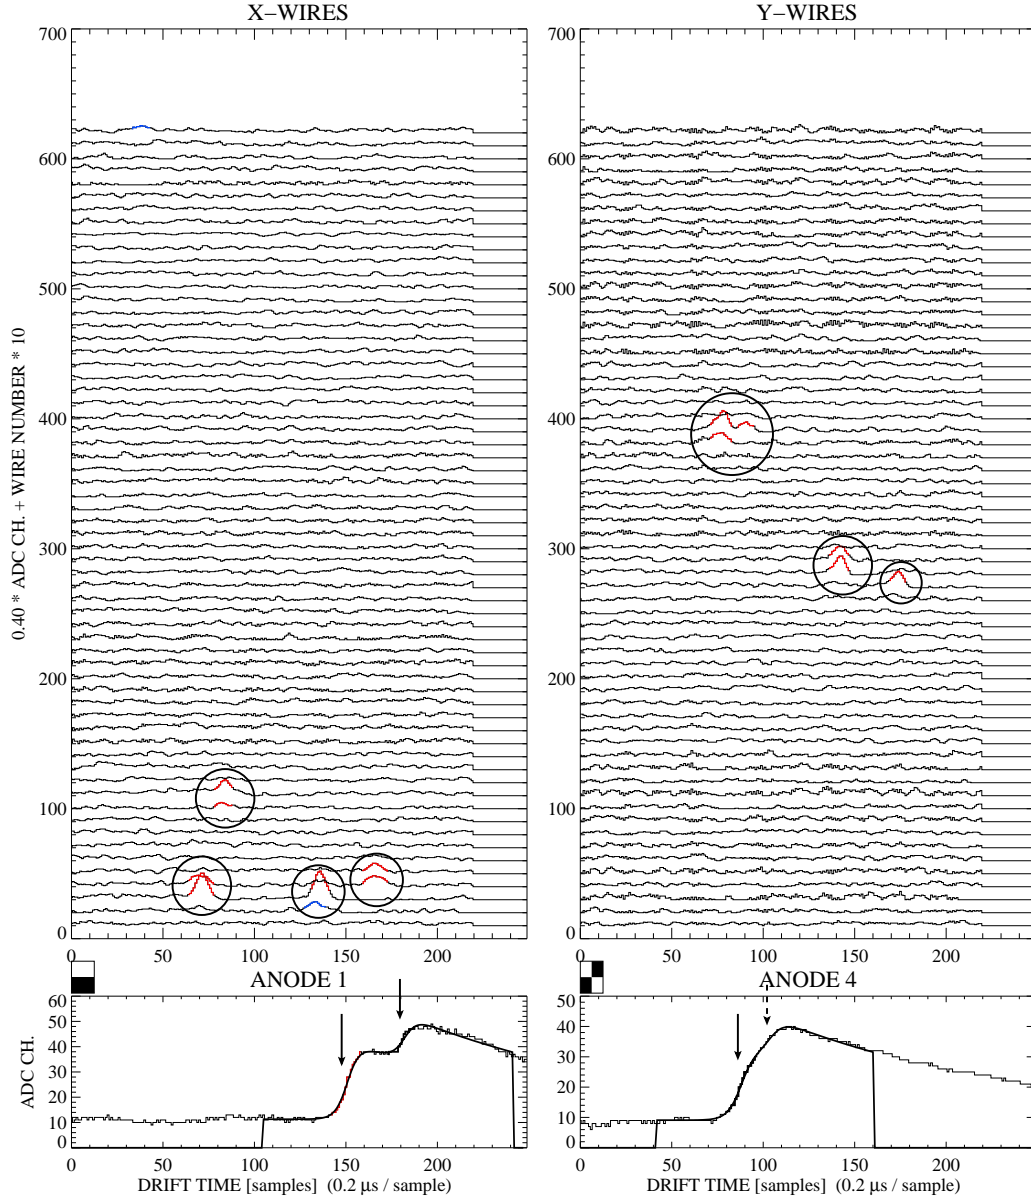 X−WIRES Y−WIRES
700 700
600 600
500 500
400 400
300 300
200 200
100 100
0 0
0.40 * ADC CH. + WIRE NUMBER * 10
0 50 100 150 200 0 50 100 150 200
ANODE 1 ANODE 4
60 50
50 40
40 30
30 20
20 10
10 0
0
ADC CH.
0 50 100 150 200 0 50 100 150 200
DRIFT TIME [samples] (0.2 µs / sample) DRIFT TIME [samples] (0.2 µs / sample)